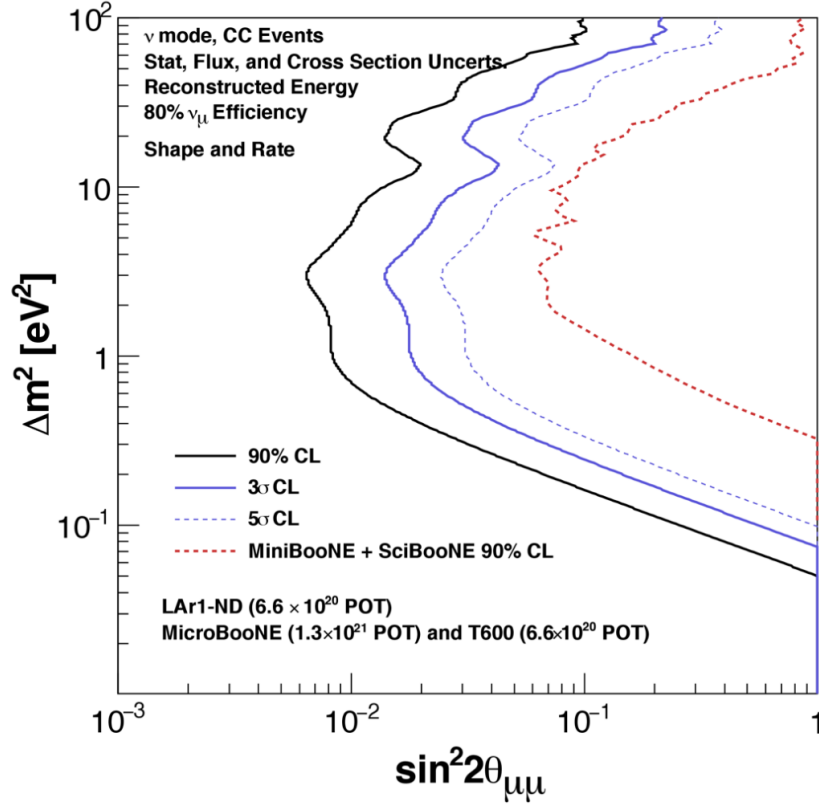 10²
ν mode, CC Events
Stat, Flux, and Cross Section Uncerts.
Reconstructed Energy
80% νμ Efficiency
Shape and Rate
10
Δm² [eV²]
1
90% CL
3σ CL
5σ CL
10⁻¹
MiniBooNE + SciBooNE 90% CL
LAr1-ND (6.6 × 10²⁰ POT)
MicroBooNE (1.3×10²¹ POT) and T600 (6.6×10²⁰ POT)
10⁻³ 10⁻² 10⁻¹ 1
sin²2θμμ